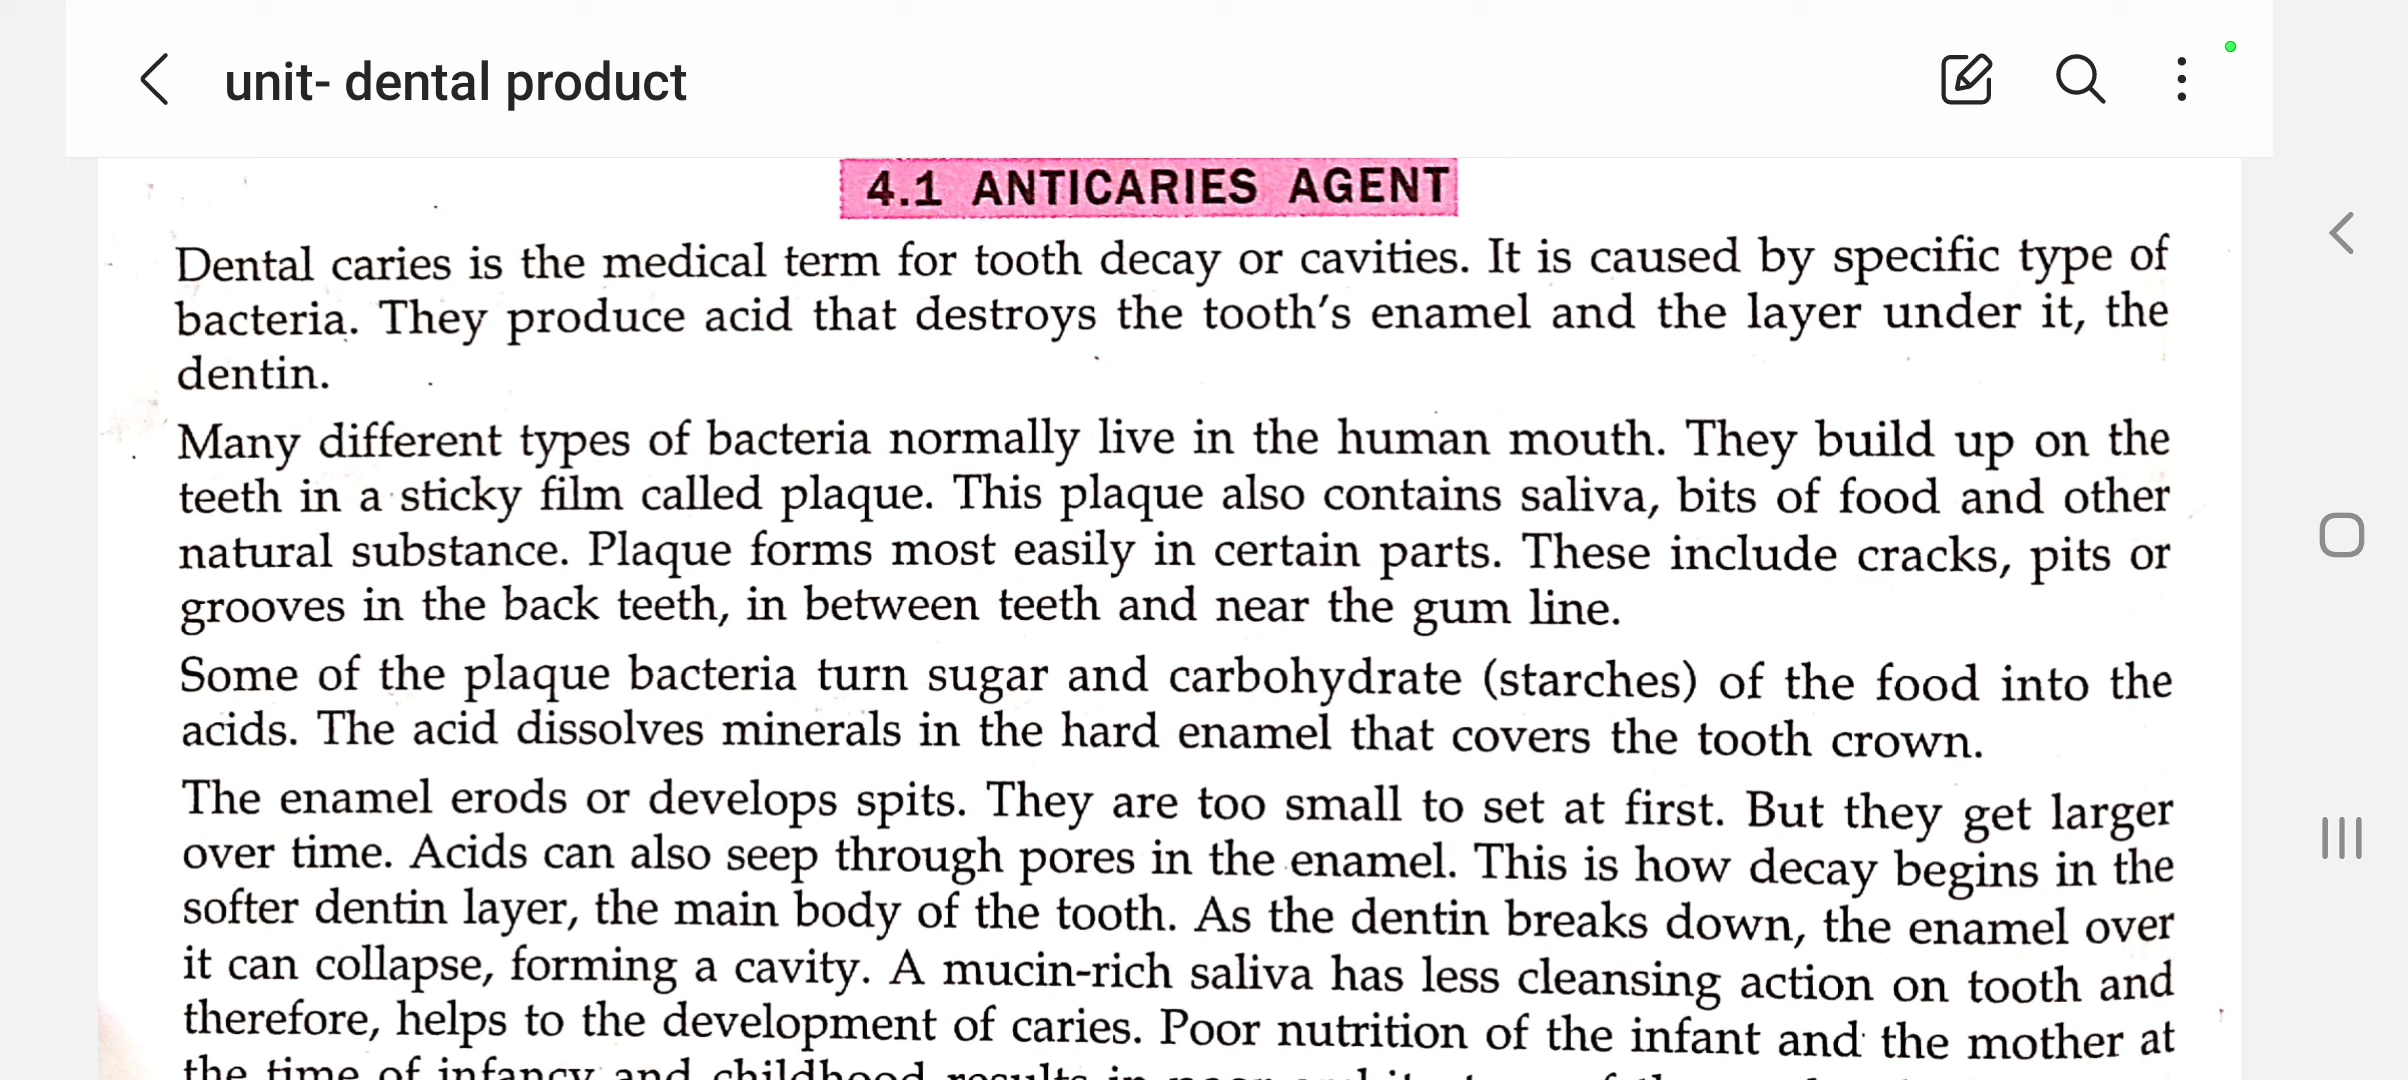 unit- dental product
4.1 ANTICARIES AGENT
Dental caries is the medical term for tooth decay or cavities. It is caused by specific type of
bacteria. They produce acid that destroys the tooth's enamel and the layer under it, the
dentin.
Many different types of bacteria normally live in the human mouth. They build up on the
teeth in a sticky film called plaque. This plaque also contains saliva, bits of food and other
natural substance. Plaque forms most easily in certain parts. These include cracks, pits or
grooves in the back teeth, in between teeth and near the gum line.
Some of the plaque bacteria turn sugar and carbohydrate (starches) of the food into the
acids. The acid dissolves minerals in the hard enamel that covers the tooth crown.
The enamel erods or develops spits. They are too small to set at first. But they get larger
over time. Acids can also seep through pores in the enamel. This is how decay begins in the
softer dentin layer, the main body of the tooth. As the dentin breaks down, the enamel over
it can collapse, forming a cavity. A mucin-rich saliva has less cleansing action on tooth and
therefore, helps to the development of caries. Poor nutrition of the infant and the mother at
the time of infancy and childhood results in